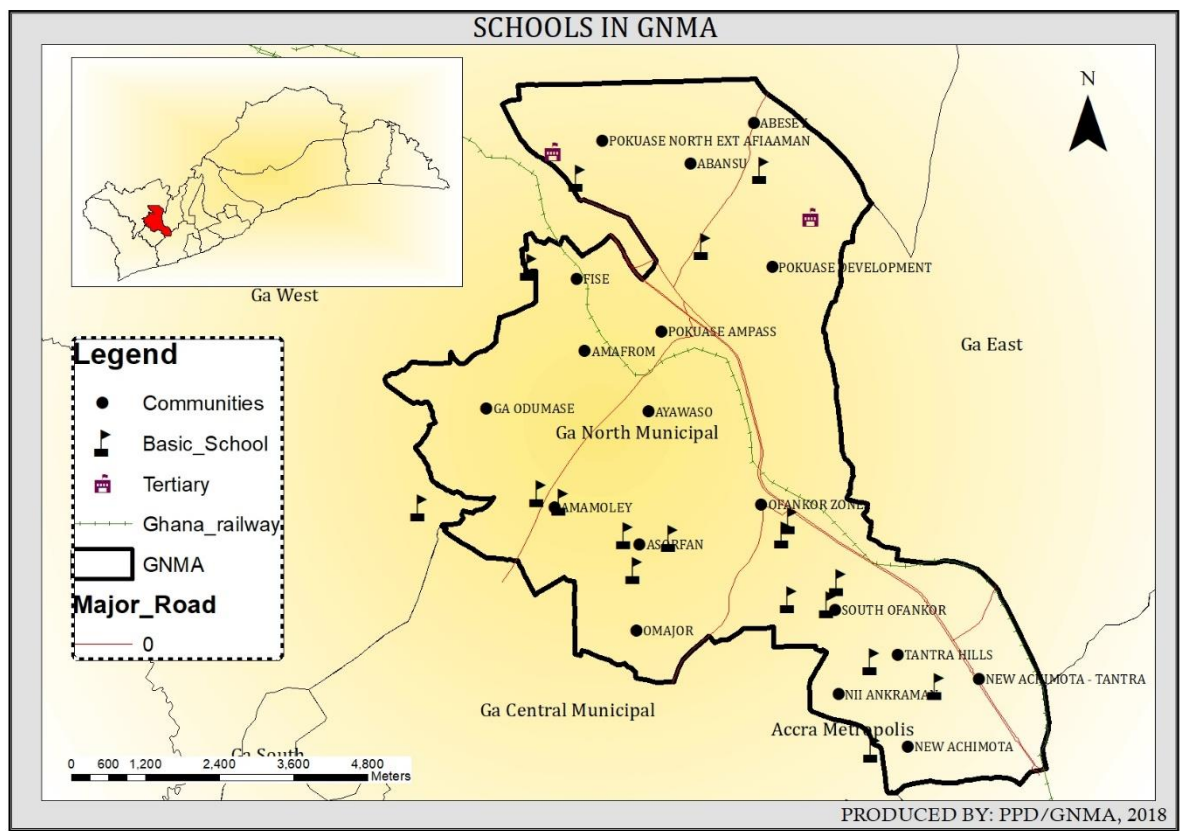 SCHOOLS IN GNMA
N
ABESEY
POKUASE NORTH EXT AFIAAMAN
ABANSU
POKUASE DEVELOPMENT
Ga West
FISE
POKUASE AMPASS
Ga East
AMAFROM
Legend
Communities
Basic_School
Tertiary
Ghana_railway
GNMA
Major_Road
0
GA ODUMASE
AYAWASO
Ga North Municipal
AMAMOLEY
OFANKOR ZONE
ASOFAN
SOUTH OFANKOR
OMAJOR
TANTRA HILLS
NEW ACHIMOTA - TANTRA
NII ANKRAMAH
Ga Central Municipal
Accra Metropolis
NEW ACHIMOTA
Ga South
0 600 1,200 2,400 3,600 4,800
Meters
PRODUCED BY: PPD/GNMA, 2018